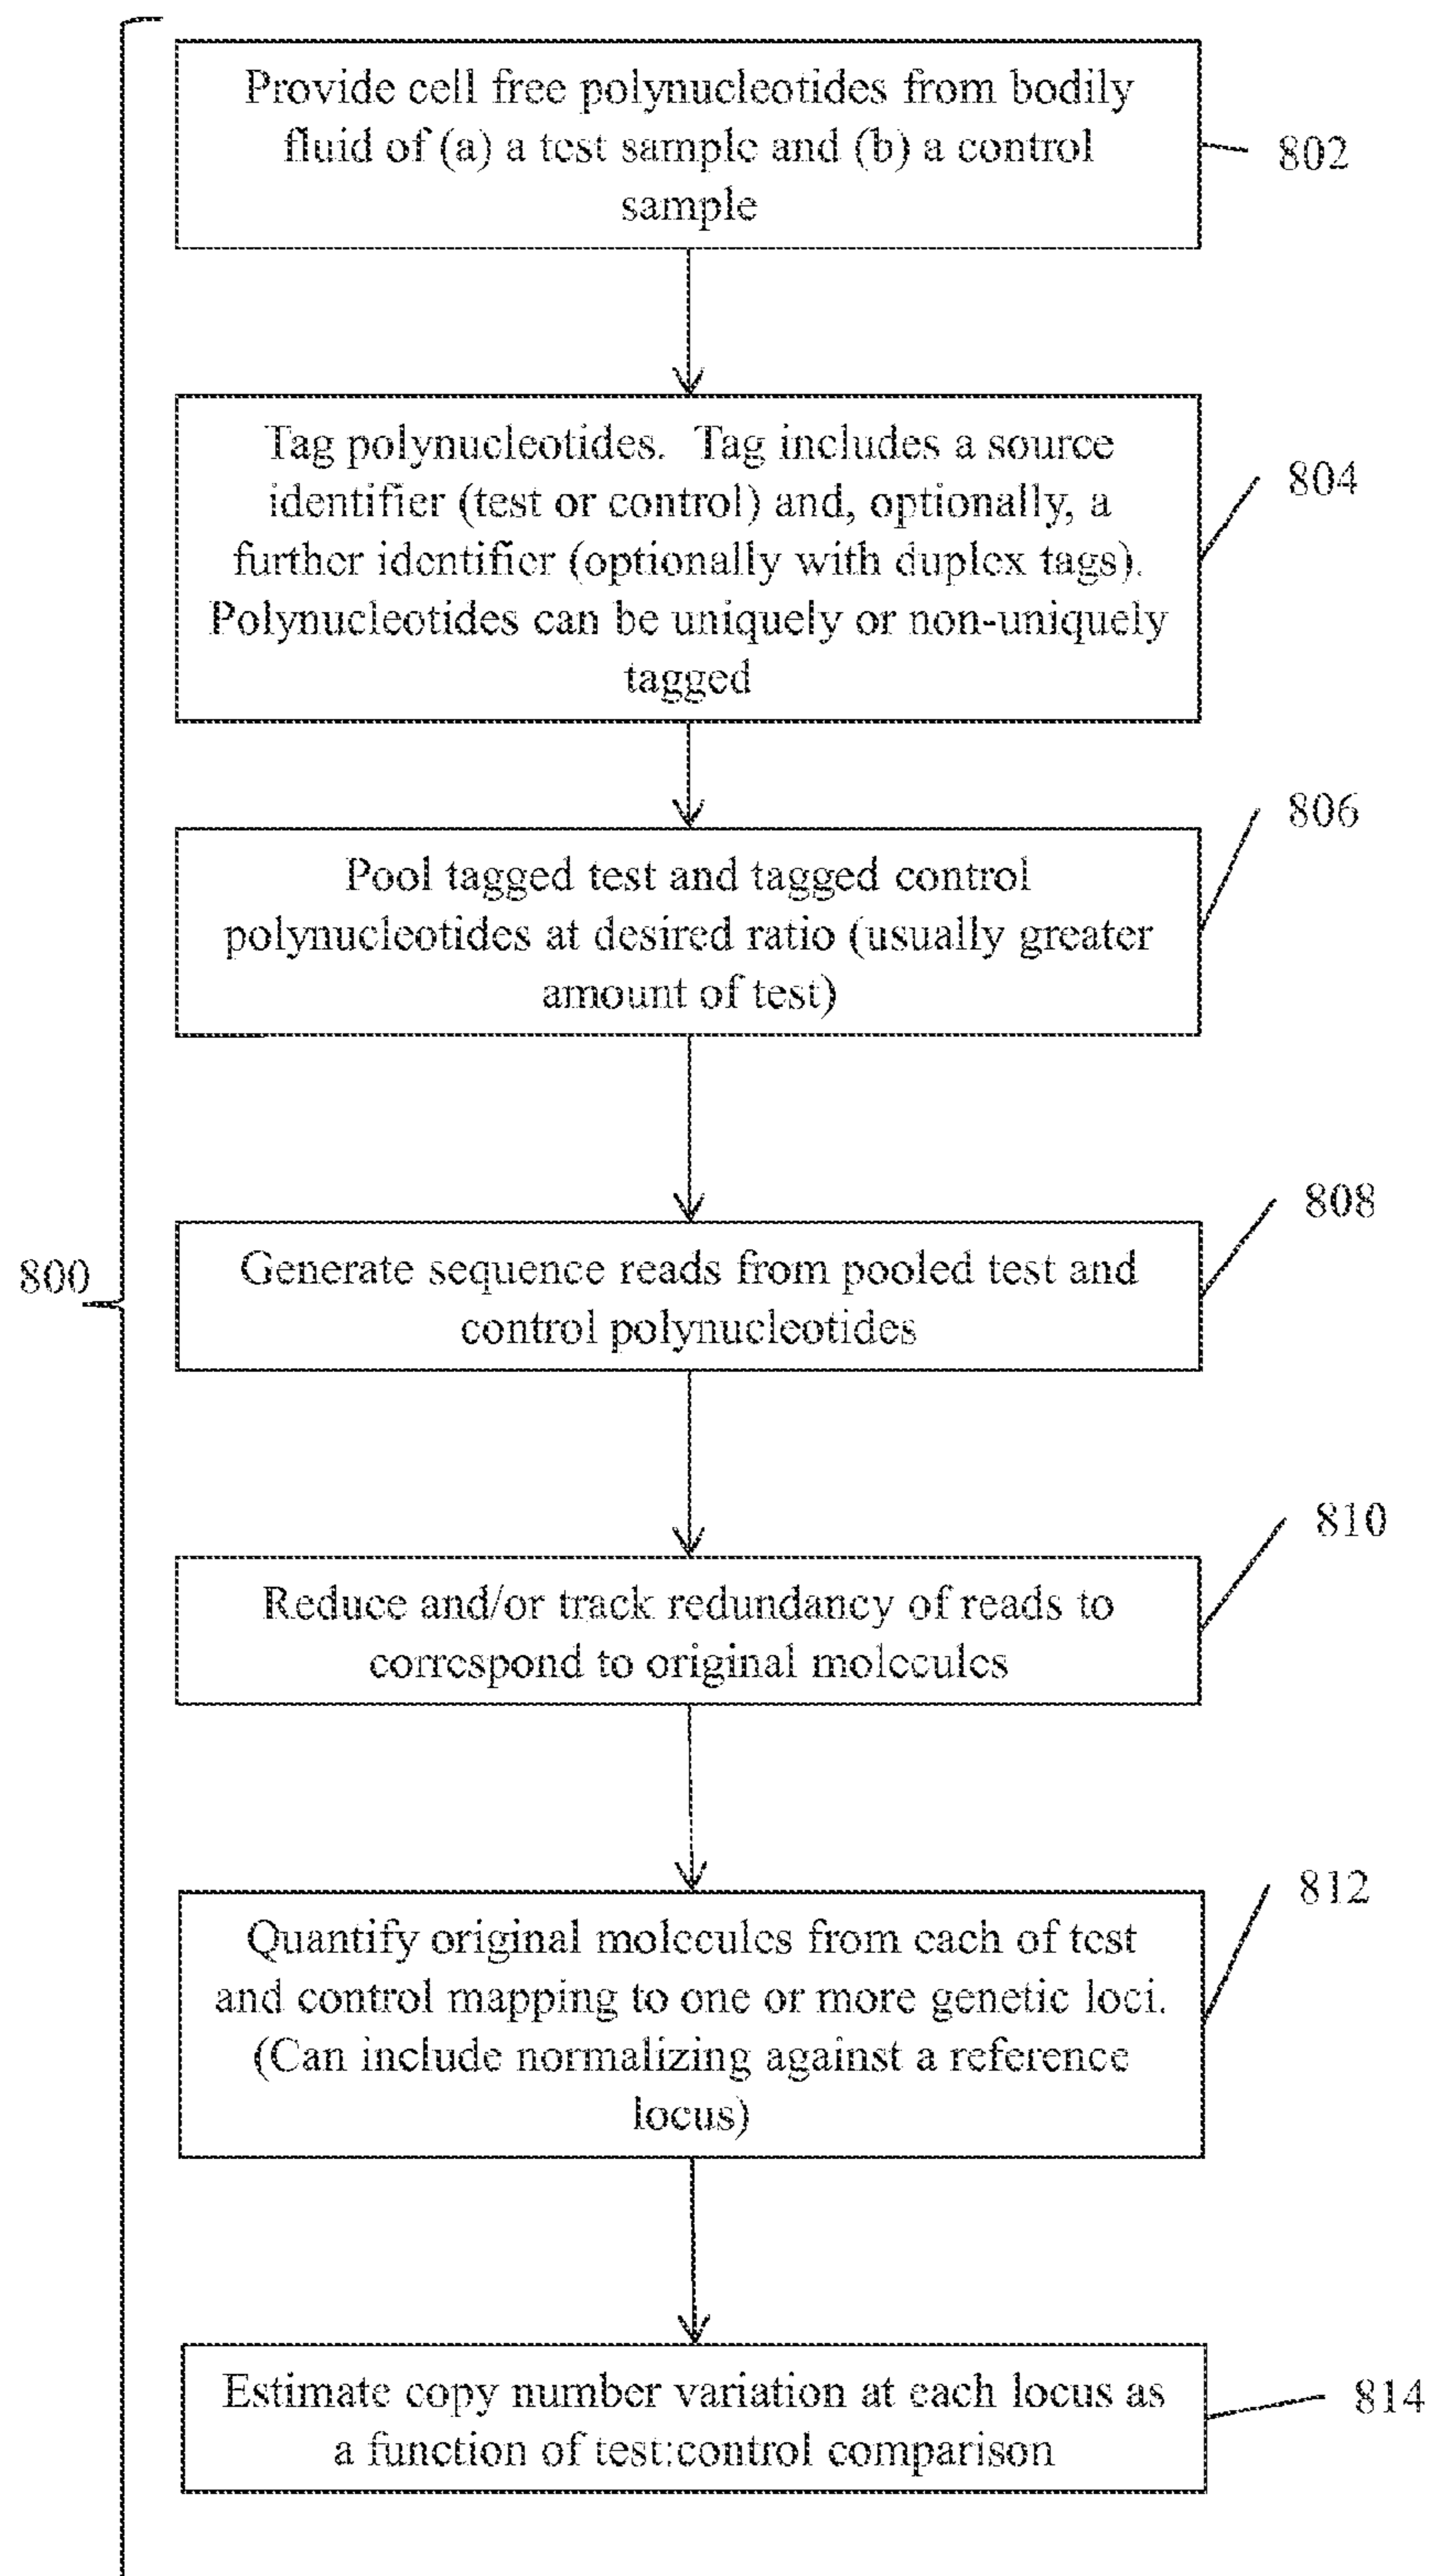 Provide cell free polynucleotides from bodily
fluid of (a) a test sample and (b) a control
sample
802
Tag polynucleotides.  Tag includes a source
identifier (test or control) and, optionally, a
further identifier (optionally with duplex tags).
Polynucleotides can be uniquely or non-uniquely
tagged
804
Pool tagged test and tagged control
polynucleotides at desired ratio (usually greater
amount of test)
806
800
Generate sequence reads from pooled test and
control polynucleotides
808
Reduce and/or track redundancy of reads to
correspond to original molecules
810
Quantify original molecules from each of test
and control mapping to one or more genetic loci.
(Can include normalizing against a reference
locus)
812
Estimate copy number variation at each locus as
a function of test:control comparison
814